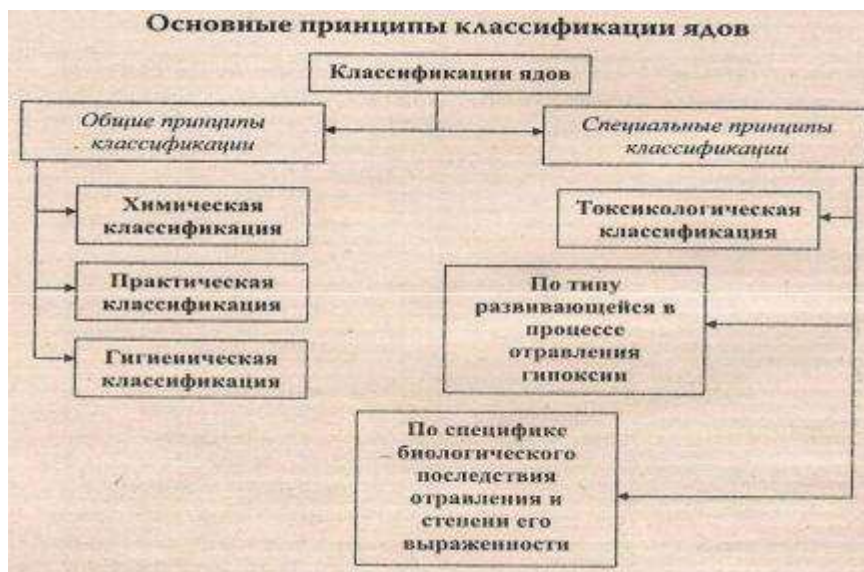 Основные принципы классификации ядов
Классификации ядов
Общие принципы
классификации
Специальные принципы
классификации
Химическая
классификация
Токсикологическая
классификация
Практическая
классификация
По типу
развивающейся в
процессе
отравления
гипоксии
Гигиеническая
классификация
По специфике
биологического
последствия
отравления и
степени его
выраженности